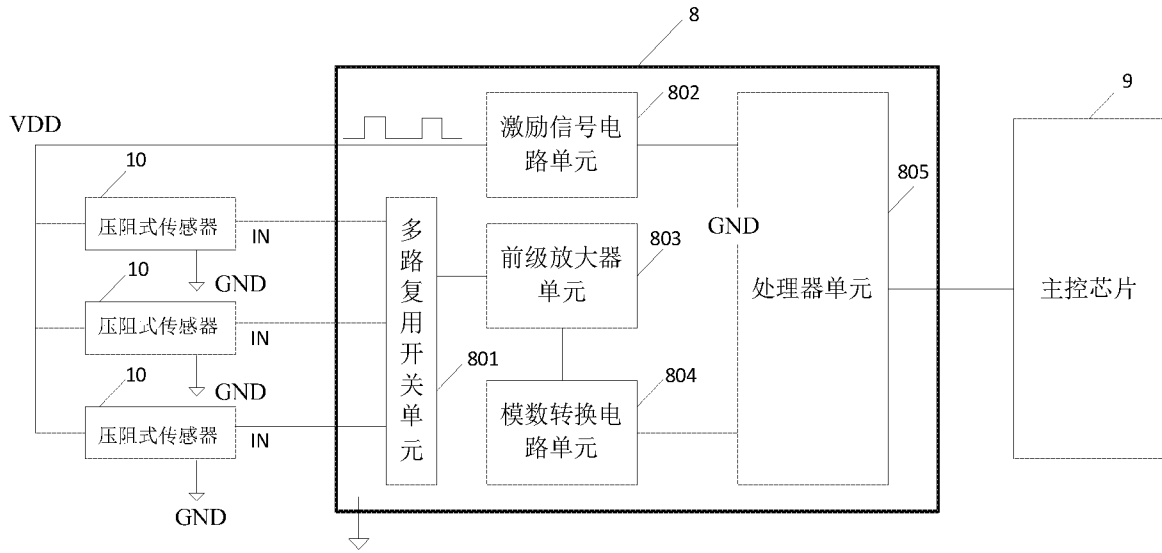 8
9
VDD
激励信号电
路单元
802
10
压阻式传感器
IN
GND
10
压阻式传感器
IN
GND
10
压阻式传感器
IN
GND
多路复用开关单元
801
前级放大器
单元
803
模数转换电
路单元
804
GND
处理器单元
805
主控芯片